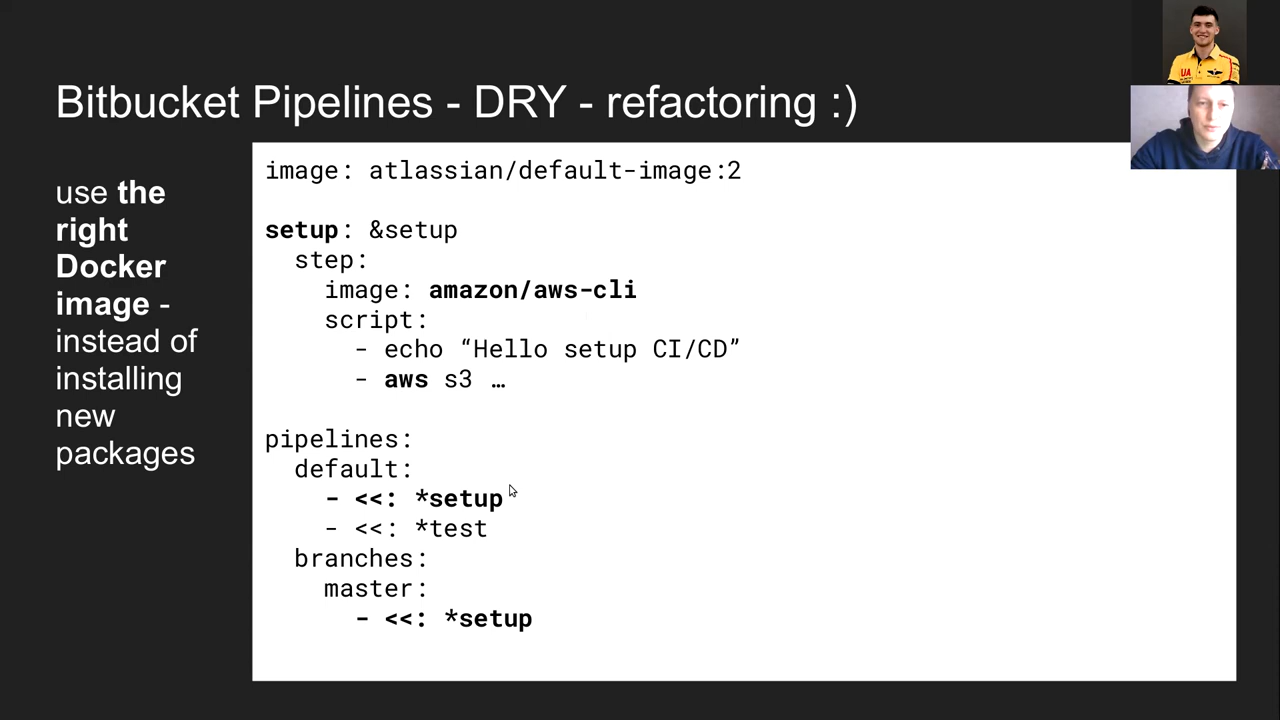 Bitbucket Pipelines - DRY - refactoring :)
use the
right
Docker
image -
instead of
installing
new
packages
image: atlassian/default-image:2
setup: &setup
step:
image: amazon/aws-cli
script:
- echo “Hello setup CI/CD”
- aws s3 …
pipelines:
default:
- <<: *setup
- <<: *test
branches:
master:
- <<: *setup
UA